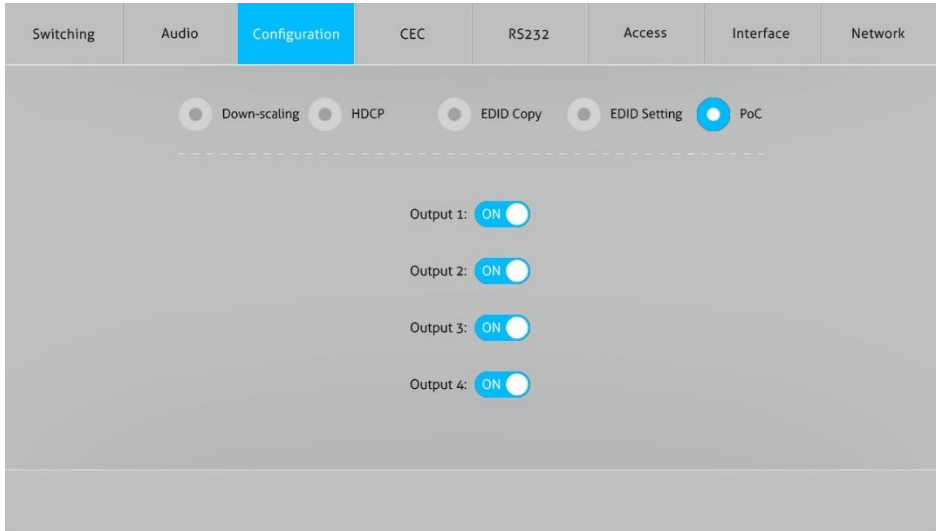 Switching Audio Configuration CEC RS232 Access Interface Network
Down-scaling HDCP EDID Copy EDID Setting PoC
Output 1: ON
Output 2: ON
Output 3: ON
Output 4: ON